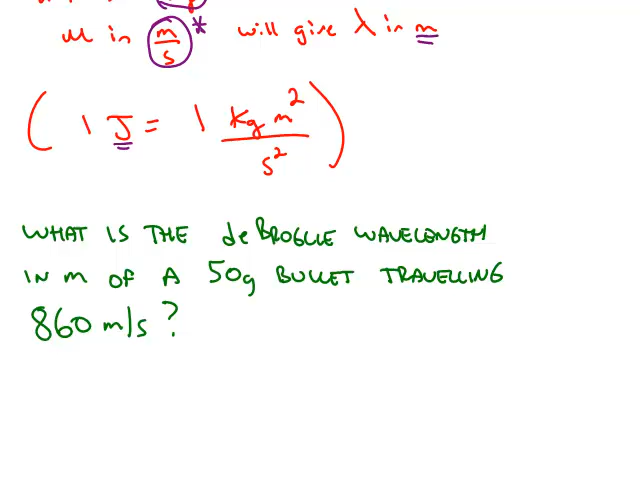 u in m/s * will give λ in m
( 1 J = 1 kg m²/s² )
WHAT IS THE deBROGLIE WAVELENGTH
IN m OF A 50g BULLET TRAVELLING
860 m/s ?